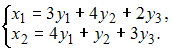 x₁ = 3y₁ + 4y₂ + 2y₃,
x₂ = 4y₁ + y₂ + 3y₃.